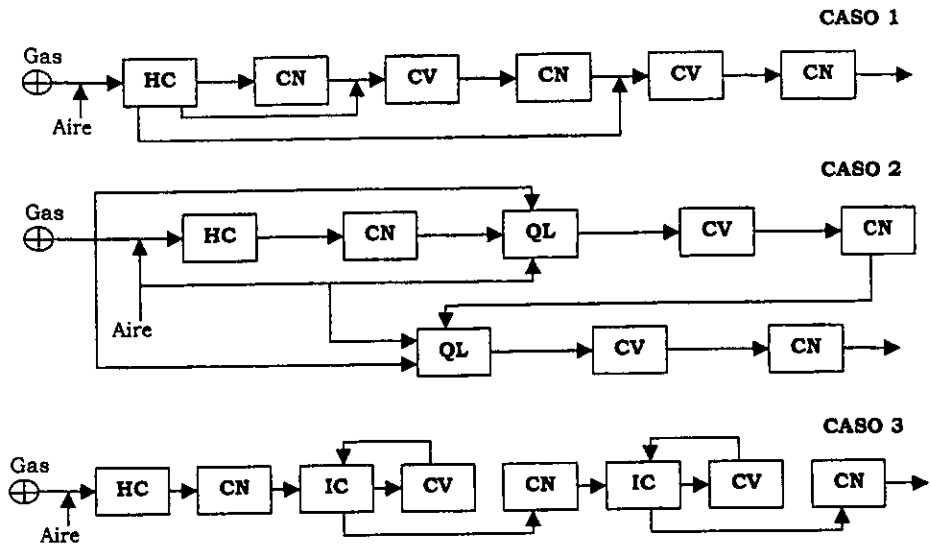 CASO 1
Gas
HC CN CV CN CV CN
Aire
CASO 2
Gas
HC CN QL CV CN
Aire
QL CV CN
CASO 3
Gas
HC CN IC CV CN IC CV CN
Aire